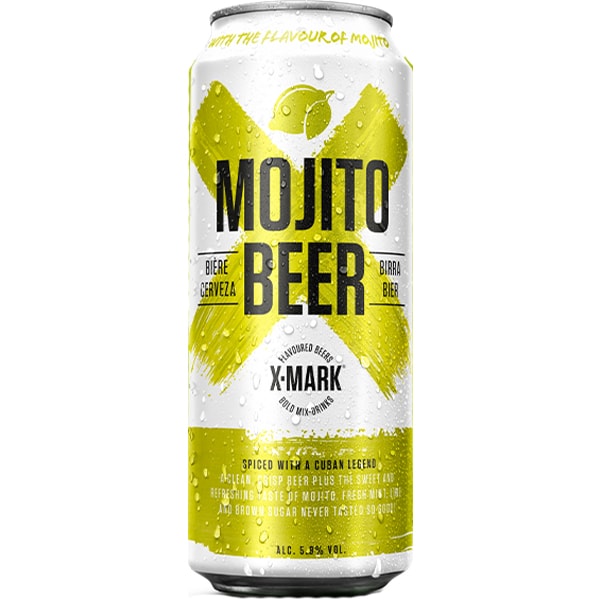 WITH THE FLAVOUR OF MOJITO
MOJITO
BEER
BIÈRE
CERVEZA
BIRRA
BIER
FLAVOURED BEERS
X·MARK®
BOLD MIX-DRINKS
SPICED WITH A CUBAN LEGEND
A CLEAN, CRISP BEER PLUS THE SWEET AND
REFRESHING TASTE OF MOJITO. FRESH MINT, LIME
AND BROWN SUGAR NEVER TASTED SO GOOD!
ALC. 5.9% VOL.